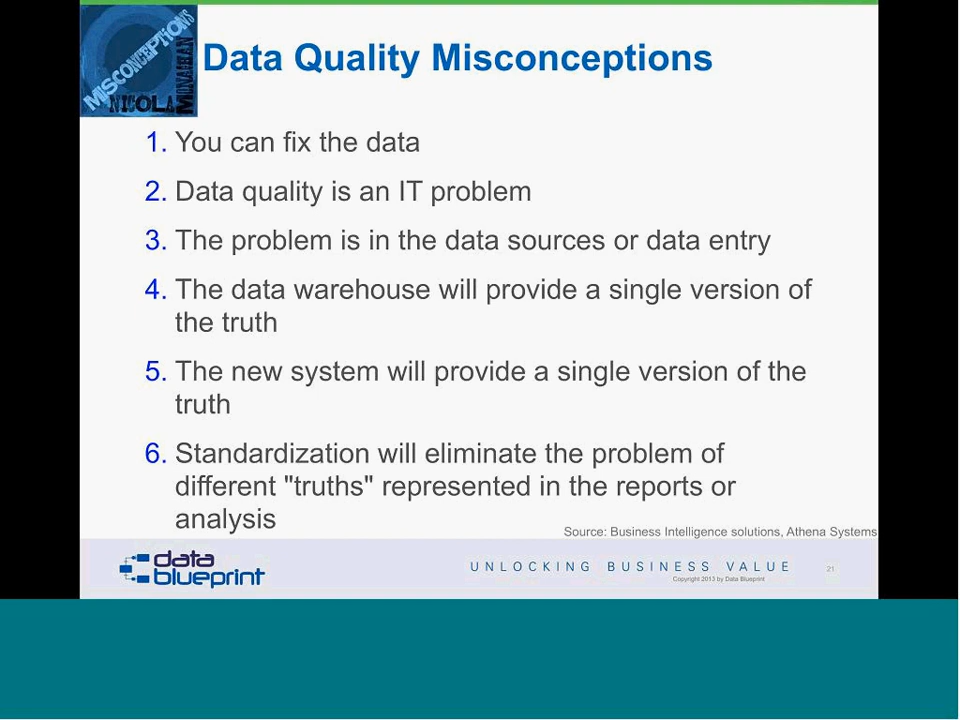 MISCONCEPTIONS
NICOLA
MONAGHAN
Data Quality Misconceptions
1. You can fix the data
2. Data quality is an IT problem
3. The problem is in the data sources or data entry
4. The data warehouse will provide a single version of
the truth
5. The new system will provide a single version of the
truth
6. Standardization will eliminate the problem of
different "truths" represented in the reports or
analysis
Source: Business Intelligence solutions, Athena Systems
data
blueprint
UNLOCKING BUSINESS VALUE
21
Copyright 2013 by Data Blueprint